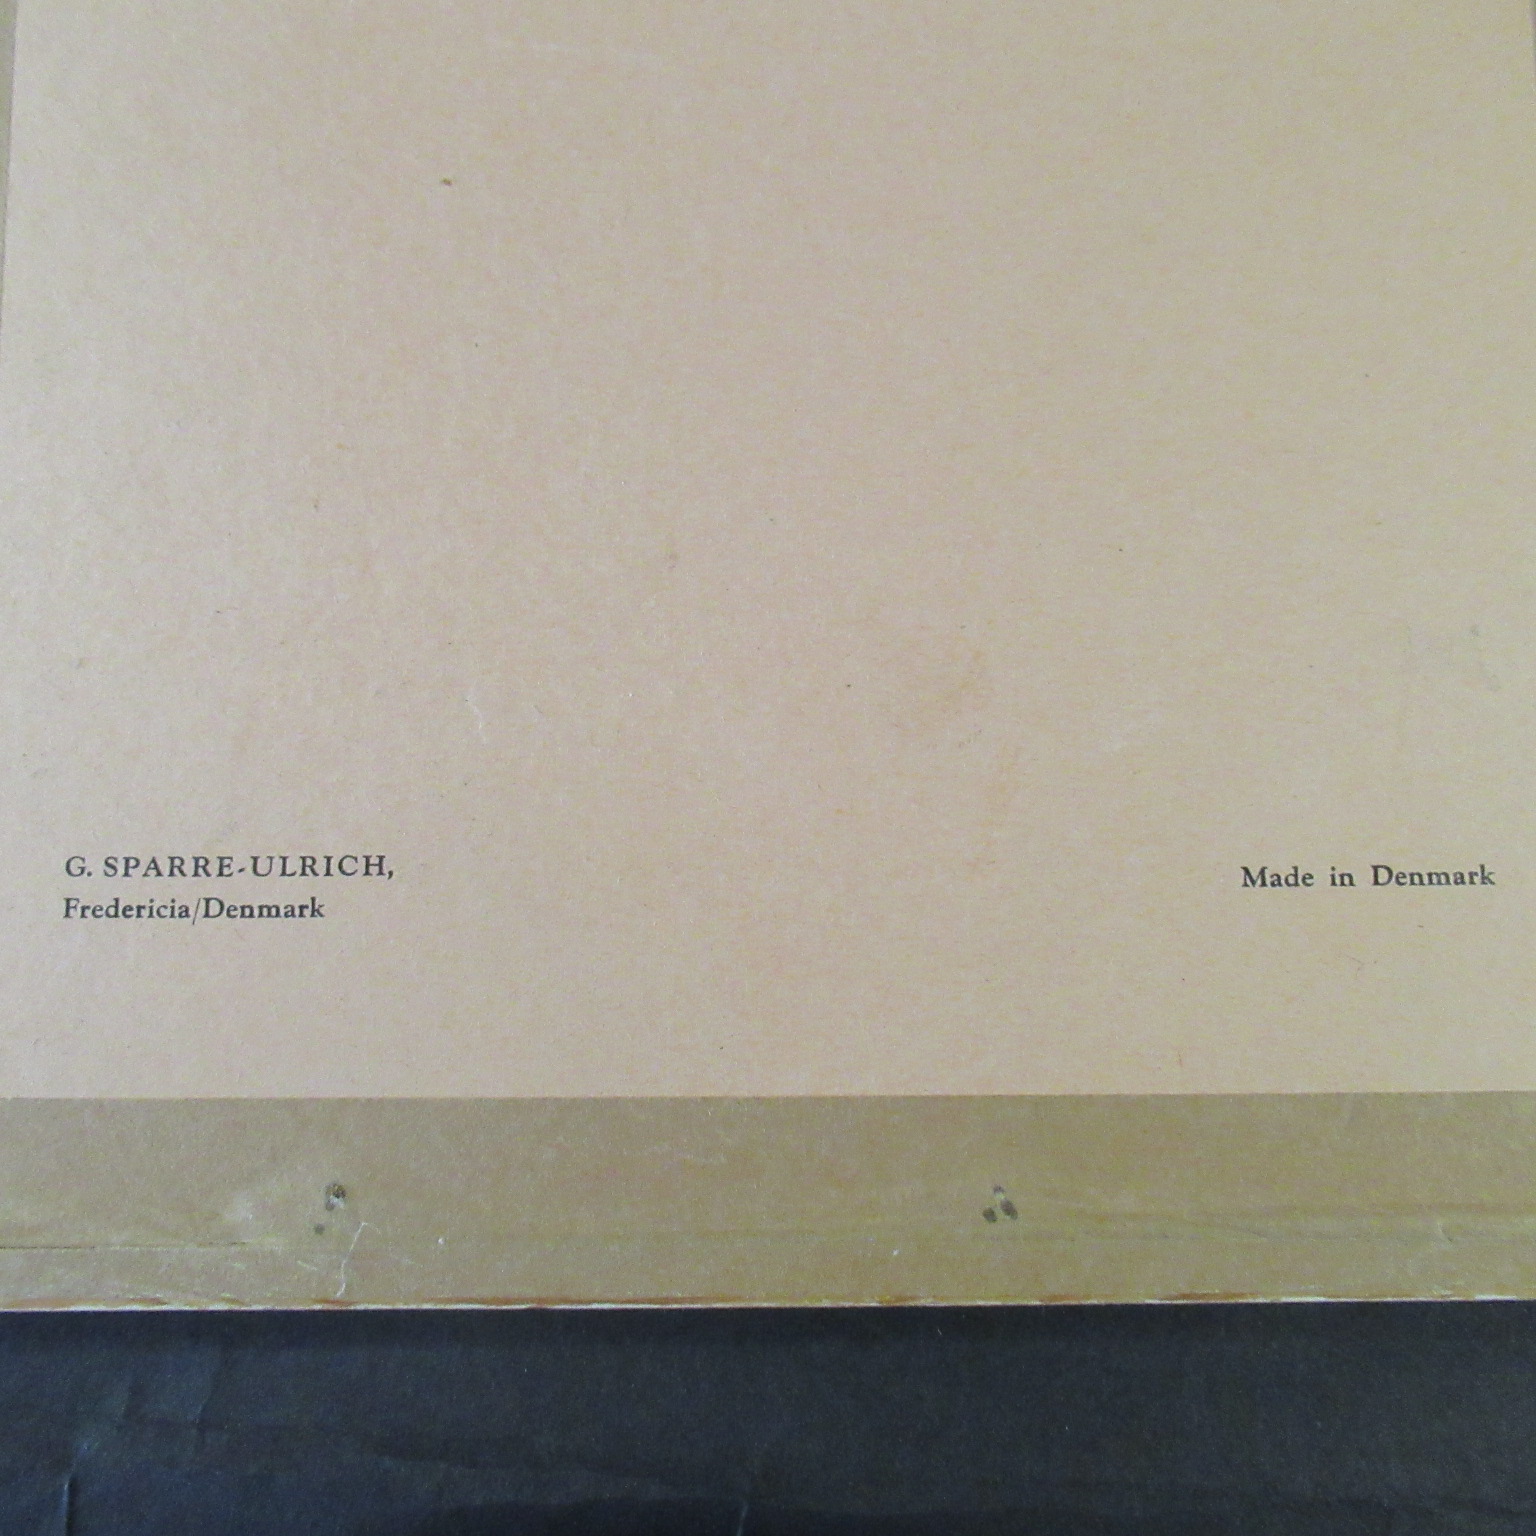 G. SPARRE-ULRICH,
Fredericia/Denmark
Made in Denmark